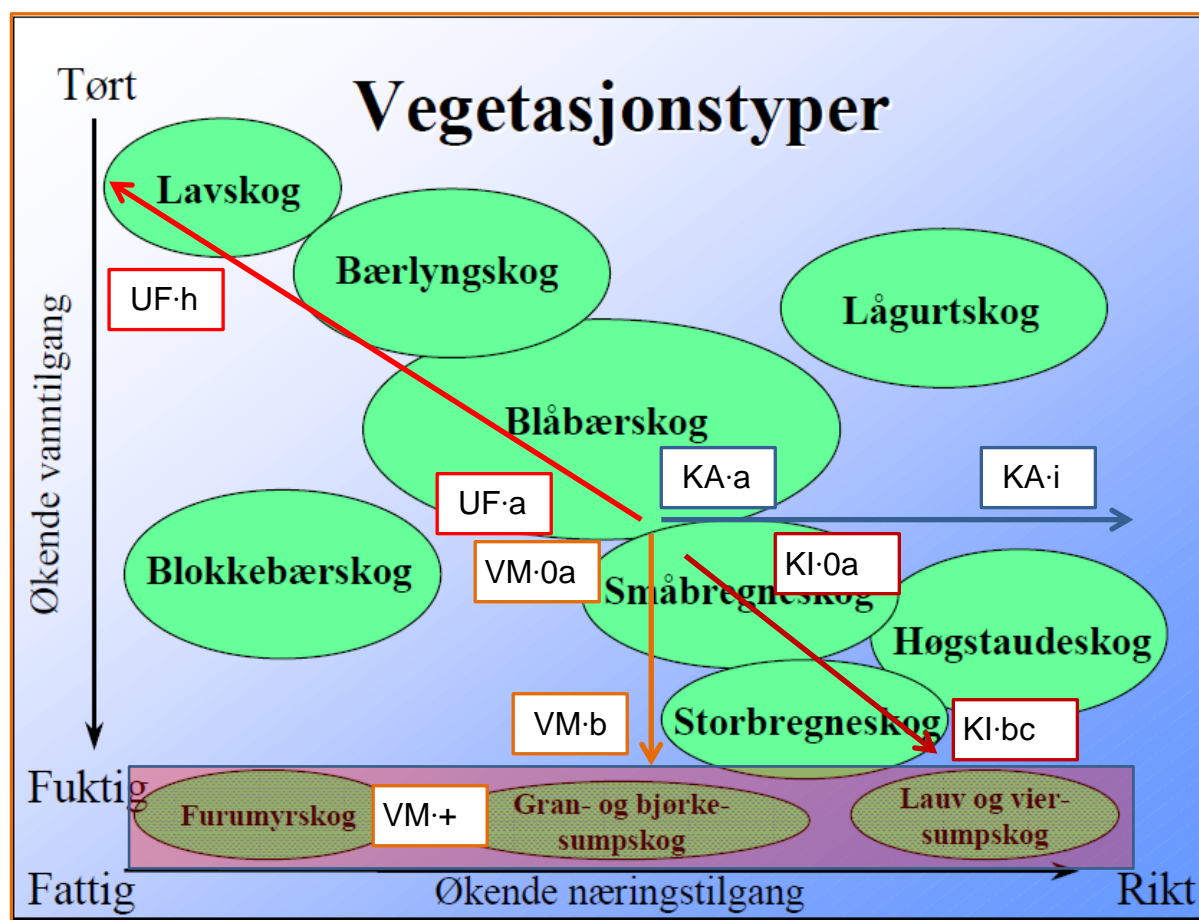 Tørt
Vegetasjonstyper
Lavskog
Bærlyngskog
UF·h
Lågurtskog
Økende vanntilgang
Blåbærskog
KA·a
KA·i
UF·a
Blokkebærskog
VM·0a
KI·0a
Småbregneskog
Høgstaudeskog
VM·b
Storbregneskog
KI·bc
Fuktig
Furumyrskog
VM·+
Gran- og bjørke-
sumpskog
Lauv og vier-
sumpskog
Fattig
Økende næringstilgang
Rikt